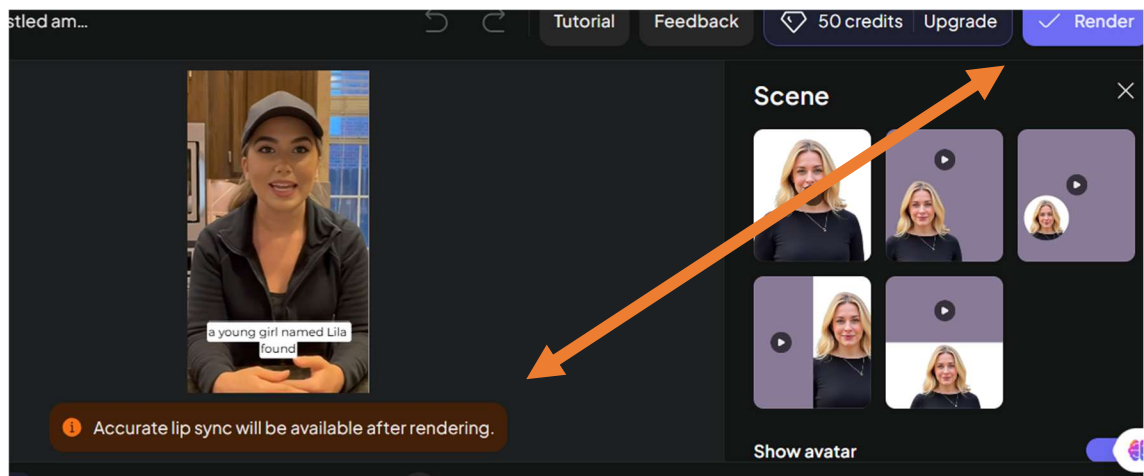 stled am...
Tutorial
Feedback
50 credits
Upgrade
Render
Scene
a young girl named Lila
found
Accurate lip sync will be available after rendering.
Show avatar